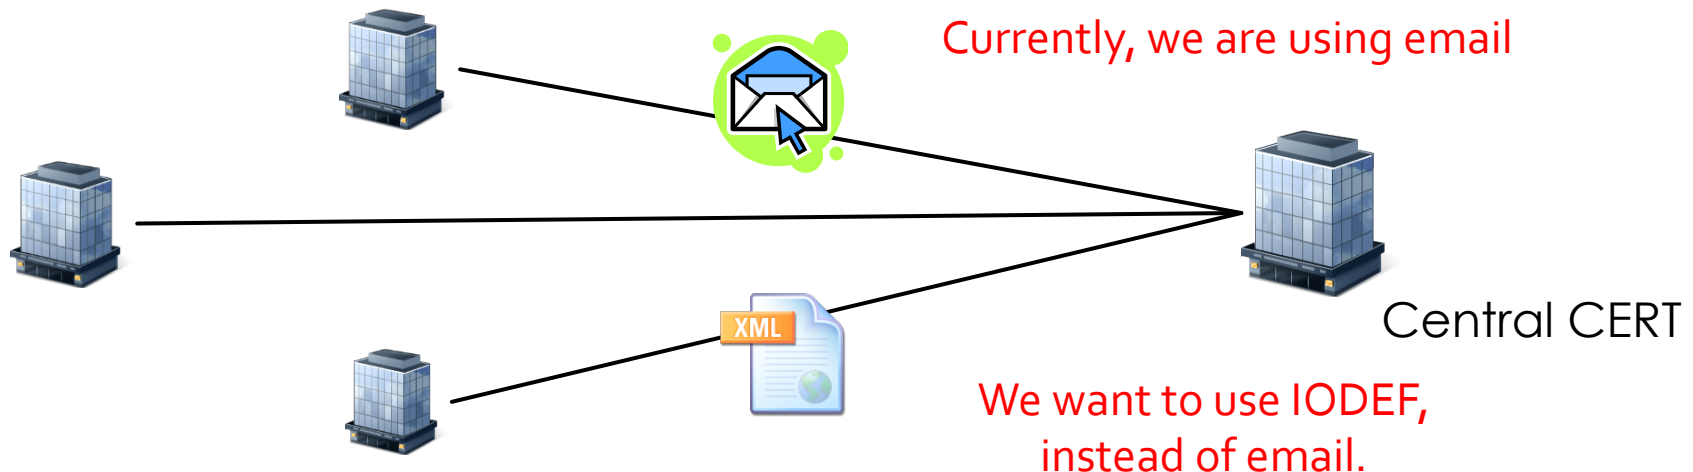 Currently, we are using email
XML
Central CERT
We want to use IODEF,
instead of email.